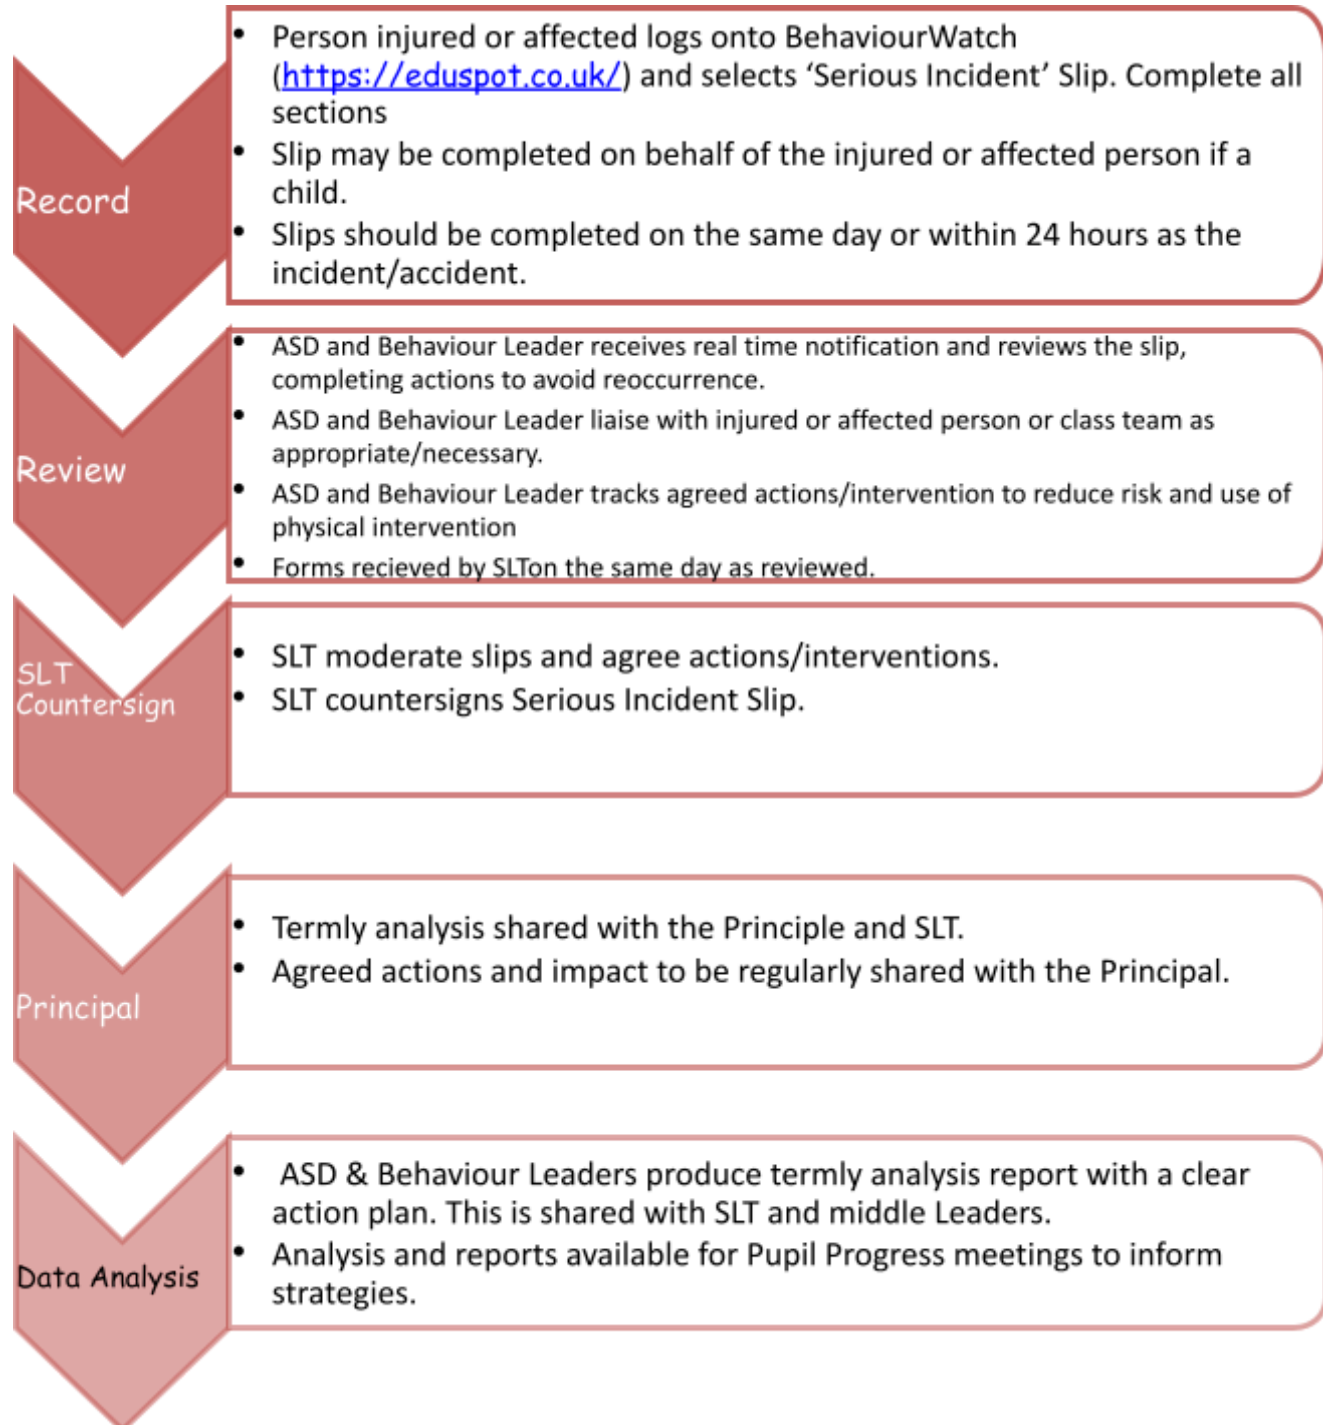 Record
• Person injured or affected logs onto BehaviourWatch
(https://eduspot.co.uk/) and selects ‘Serious Incident’ Slip. Complete all
sections
• Slip may be completed on behalf of the injured or affected person if a
child.
• Slips should be completed on the same day or within 24 hours as the
incident/accident.
Review
• ASD and Behaviour Leader receives real time notification and reviews the slip,
completing actions to avoid reoccurrence.
• ASD and Behaviour Leader liaise with injured or affected person or class team as
appropriate/necessary.
• ASD and Behaviour Leader tracks agreed actions/intervention to reduce risk and use of
physical intervention
• Forms recieved by SLTon the same day as reviewed.
SLT
Countersign
• SLT moderate slips and agree actions/interventions.
• SLT countersigns Serious Incident Slip.
Principal
• Termly analysis shared with the Principle and SLT.
• Agreed actions and impact to be regularly shared with the Principal.
Data Analysis
• ASD & Behaviour Leaders produce termly analysis report with a clear
action plan. This is shared with SLT and middle Leaders.
• Analysis and reports available for Pupil Progress meetings to inform
strategies.